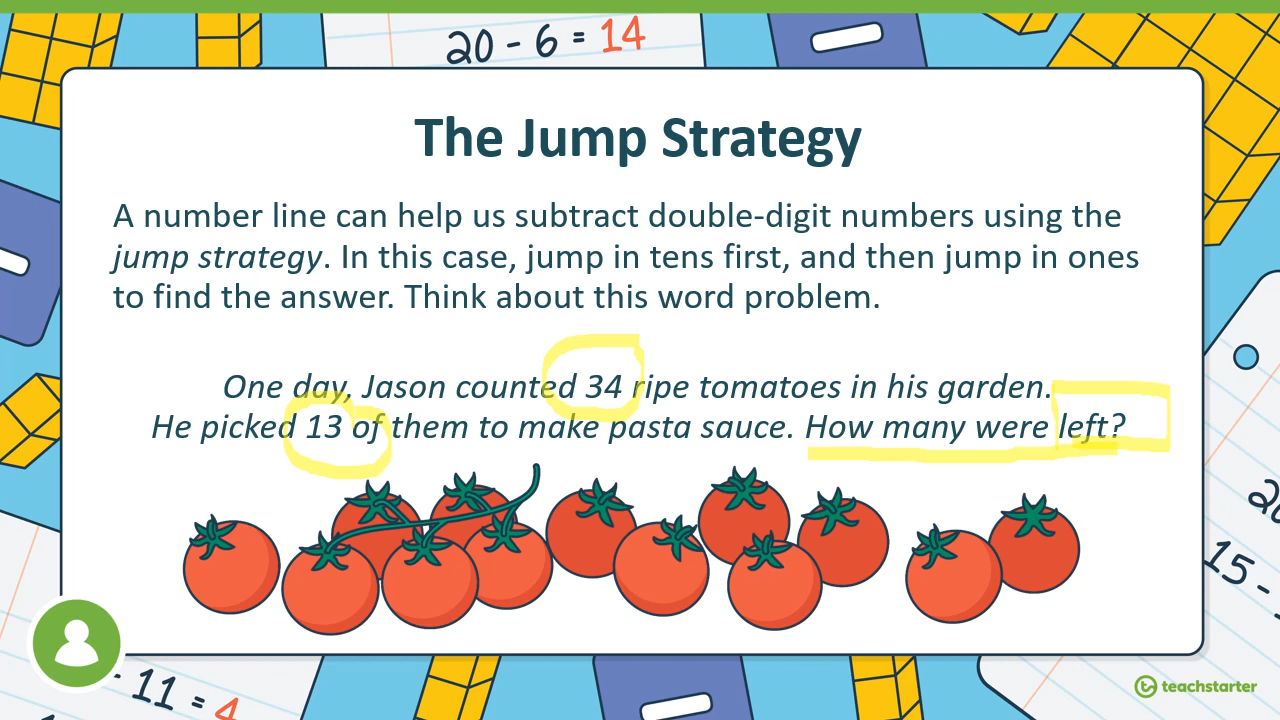 20 - 6 = 14
The Jump Strategy
A number line can help us subtract double-digit numbers using the
jump strategy. In this case, jump in tens first, and then jump in ones
to find the answer. Think about this word problem.
One day, Jason counted 34 ripe tomatoes in his garden.
He picked 13 of them to make pasta sauce. How many were left?
15 -
- 11 = 4
teachstarter